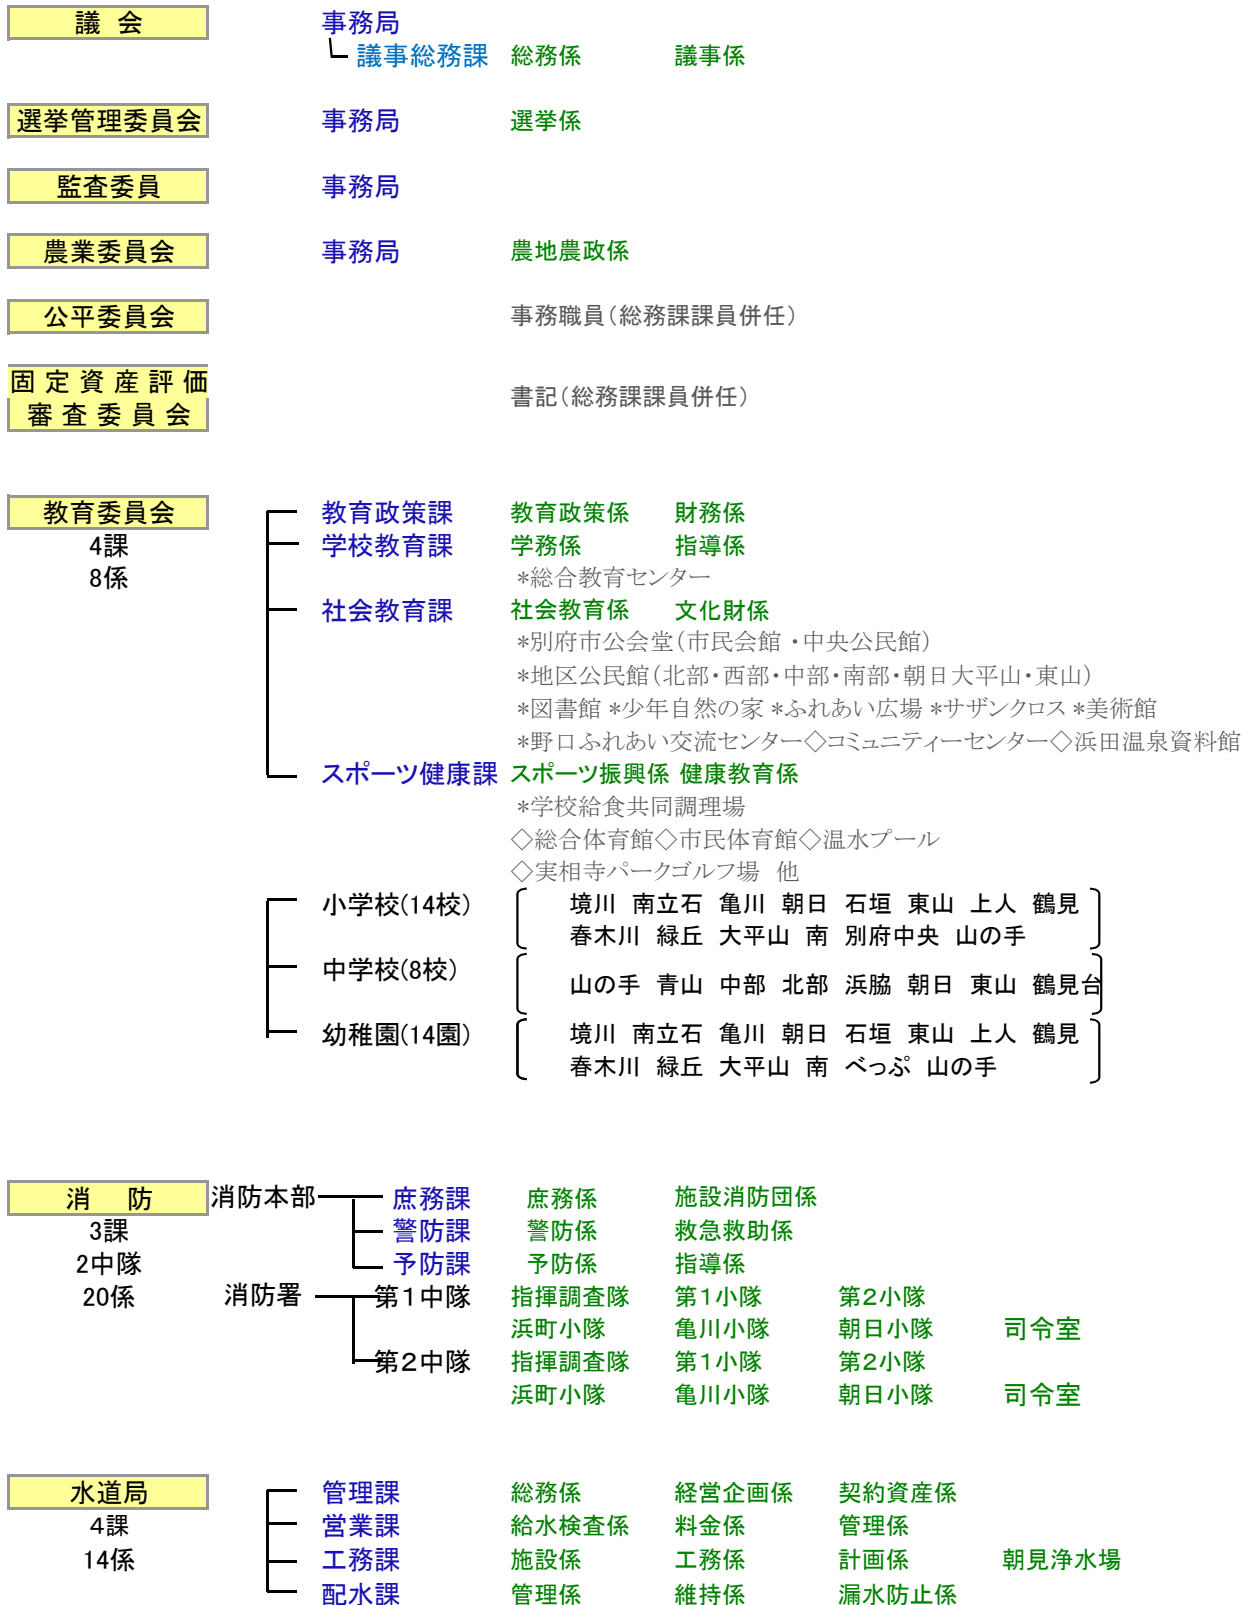 議 会 事務局
議事総務課 総務係 議事係
選挙管理委員会 事務局 選挙係
監査委員 事務局
農業委員会 事務局 農地農政係
公平委員会 事務職員(総務課課員併任)
固定資産評価
審査委員会
書記(総務課課員併任)
教育委員会 教育政策課 教育政策係 財務係
4課 学校教育課 学務係 指導係
8係 *総合教育センター
社会教育課 社会教育係 文化財係
*別府市公会堂(市民会館・中央公民館)
*地区公民館(北部・西部・中部・南部・朝日大平山・東山)
*図書館 *少年自然の家 *ふれあい広場 *サザンクロス *美術館
*野口ふれあい交流センター◇コミュニティーセンター◇浜田温泉資料館
スポーツ健康課 スポーツ振興係 健康教育係
*学校給食共同調理場
◇総合体育館◇市民体育館◇温水プール
◇実相寺パークゴルフ場 他
小学校(14校) 境川 南立石 亀川 朝日 石垣 東山 上人 鶴見
春木川 緑丘 大平山 南 別府中央 山の手
中学校(8校) 山の手 青山 中部 北部 浜脇 朝日 東山 鶴見台
幼稚園(14園) 境川 南立石 亀川 朝日 石垣 東山 上人 鶴見
春木川 緑丘 大平山 南 べっぷ 山の手
消 防 消防本部 庶務課 庶務係 施設消防団係
3課 警防課 警防係 救急救助係
2中隊 予防課 予防係 指導係
20係 消防署 第1中隊 指揮調査隊 第1小隊 第2小隊
浜町小隊 亀川小隊 朝日小隊 司令室
第2中隊 指揮調査隊 第1小隊 第2小隊
浜町小隊 亀川小隊 朝日小隊 司令室
水道局 管理課 総務係 経営企画係 契約資産係
4課 営業課 給水検査係 料金係 管理係
14係 工務課 施設係 工務係 計画係 朝見浄水場
配水課 管理係 維持係 漏水防止係